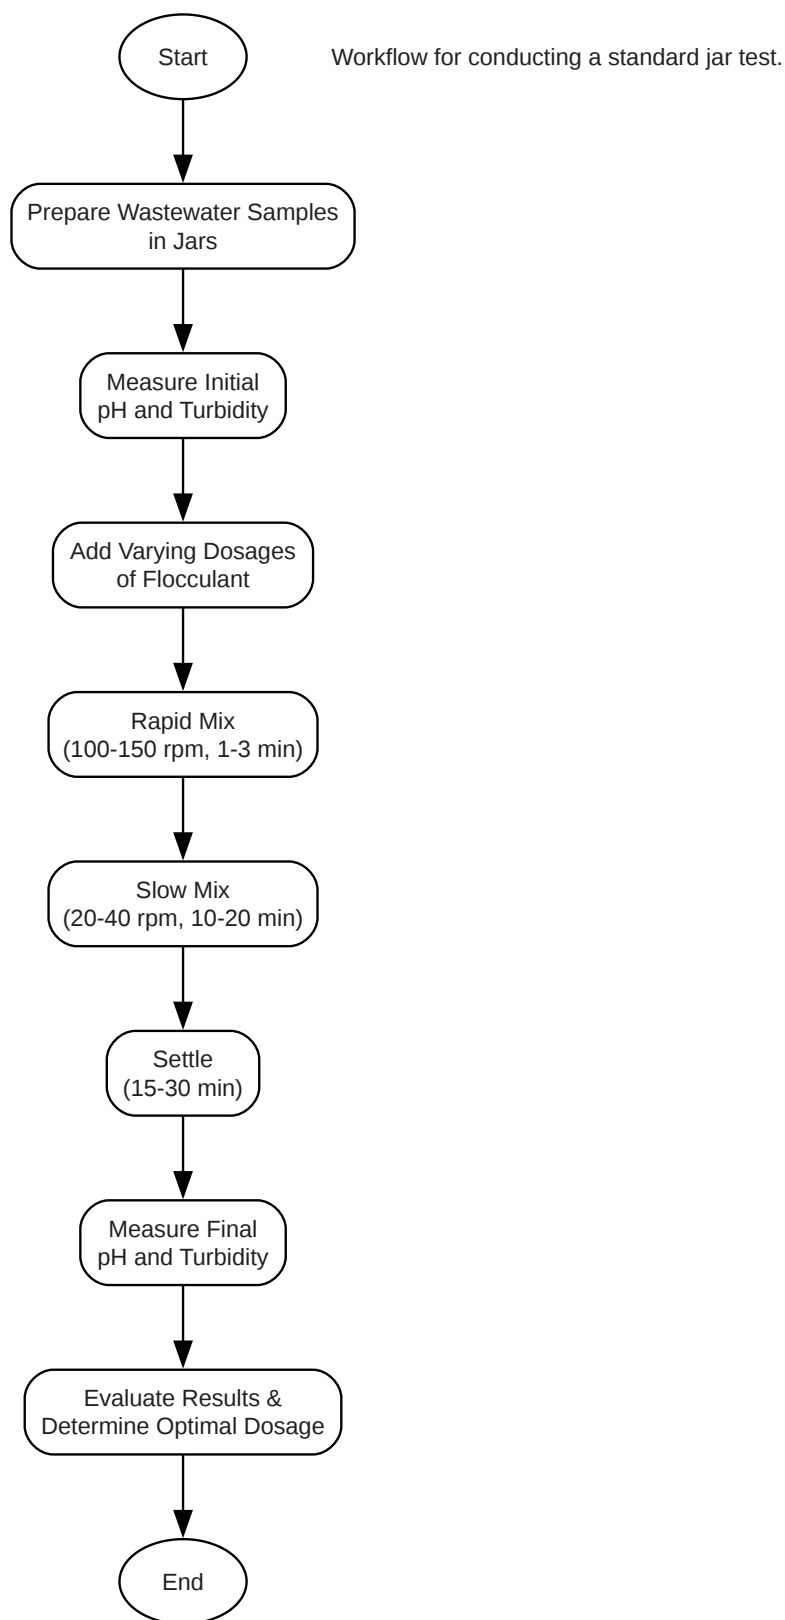 Start
Workflow for conducting a standard jar test.
Prepare Wastewater Samples
in Jars
Measure Initial
pH and Turbidity
Add Varying Dosages
of Flocculant
Rapid Mix
(100-150 rpm, 1-3 min)
Slow Mix
(20-40 rpm, 10-20 min)
Settle
(15-30 min)
Measure Final
pH and Turbidity
Evaluate Results &
Determine Optimal Dosage
End